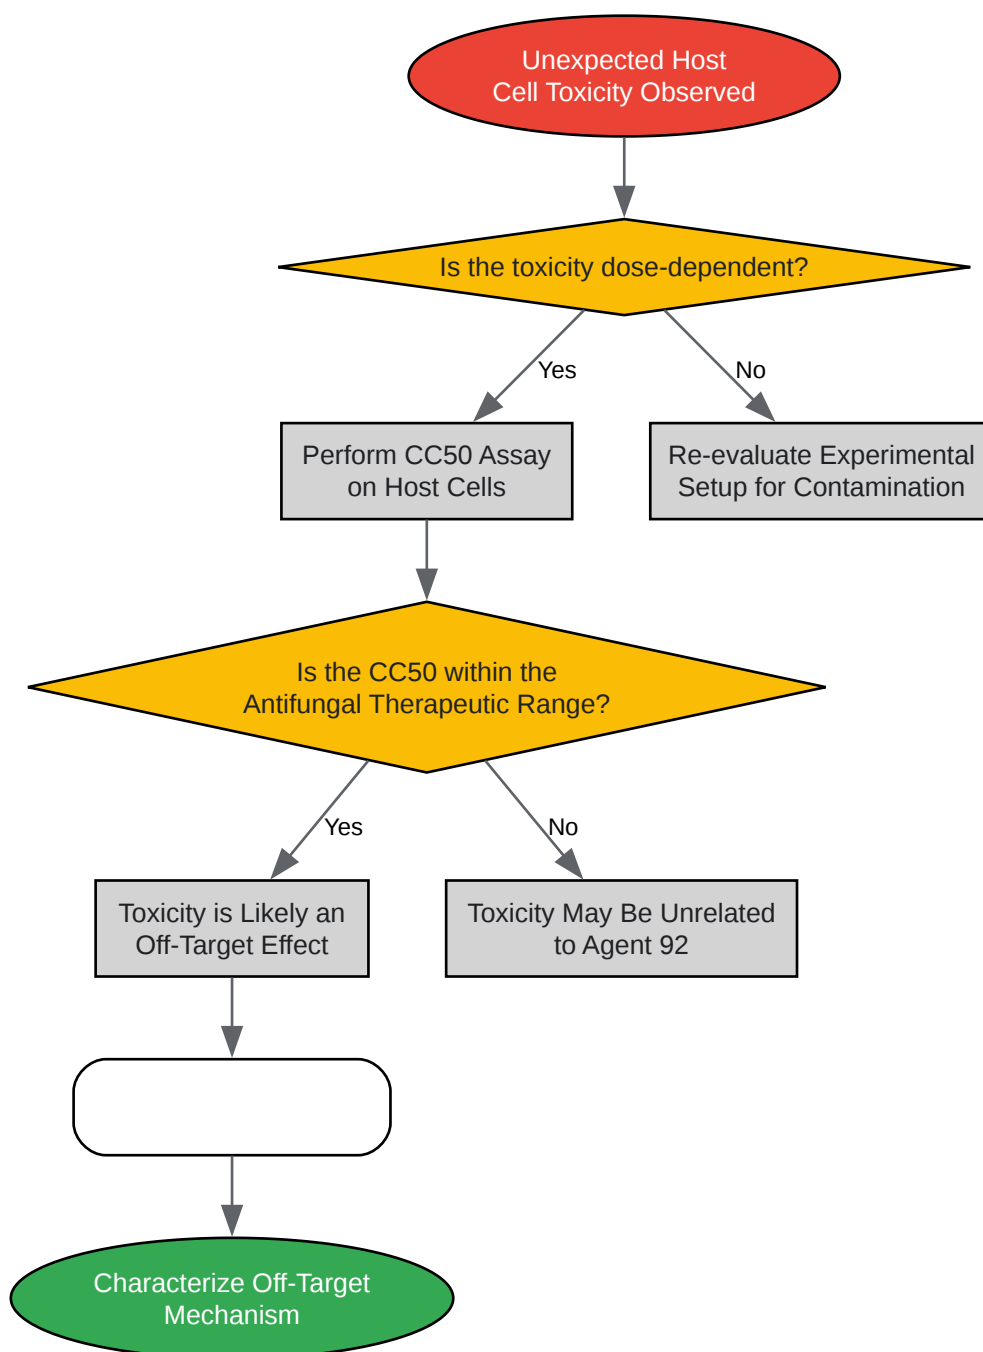 Unexpected Host
Cell Toxicity Observed
Is the toxicity dose-dependent?
Yes
No
Perform CC50 Assay
on Host Cells
Re-evaluate Experimental
Setup for Contamination
Is the CC50 within the
Antifungal Therapeutic Range?
Yes
No
Toxicity is Likely an
Off-Target Effect
Toxicity May Be Unrelated
to Agent 92
Characterize Off-Target
Mechanism